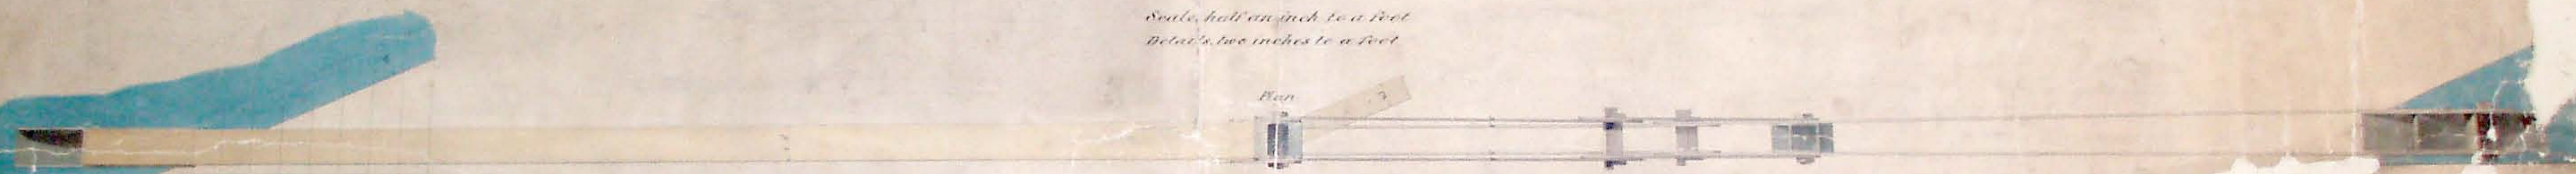 Scale, half an inch to a foot
Details, two inches to a foot
Plan